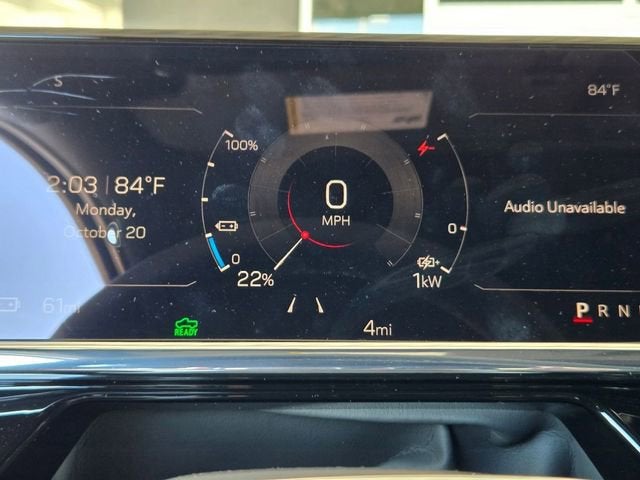 S
84°F
100%
2:03 | 84°F
Monday,
October 20
0
MPH
0
Audio Unavailable
0
22%
1kW
61mi
READY
4mi
P R N